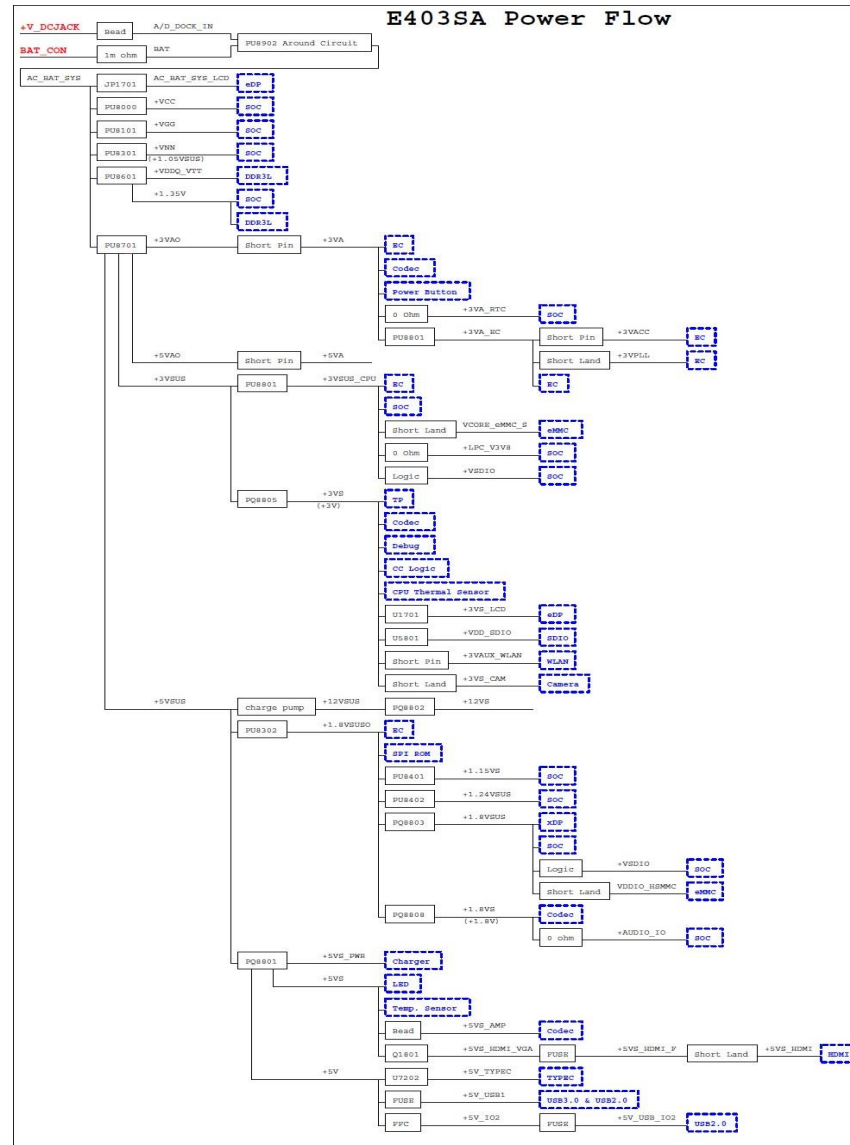 E403SA Power Flow
+V_DCJACK Bead A/D_DOCK_IN
PU8902 Around Circuit
BAT_CON 1m ohm BAT
AC_BAT_SYS JP1701 AC_BAT_SYS_LCD eDP
PU8000 +VCC SOC
PU8101 +VGG SOC
PU8301 +VNN SOC
(+1.05VSUS)
PU8601 +VDDQ_VTT DDR3L
+1.35V SOC
DDR3L
PU8701 +3VAO Short Pin +3VA EC
Codec
Power Button
0 Ohm +3VA_RTC SOC
PU8801 +3VA_EC Short Pin +3VACC EC
+5VAO Short Pin +5VA Short Land +3VPLL EC
+3VSUS PU8801 +3VSUS_CPU EC EC
SOC
Short Land VCORE_eMMC_S eMMC
0 Ohm +LPC_V3V8 SOC
Logic +VSDIO SOC
PQ8805 +3VS TP
(+3V)
Codec
Debug
CC Logic
CPU Thermal Sensor
U1701 +3VS_LCD eDP
U5801 +VDD_SDIO SDIO
Short Pin +3VAUX_WLAN WLAN
Short Land +3VS_CAM Camera
+5VSUS charge pump +12VSUS PQ8802 +12VS
PU8302 +1.8VSUSO EC
SPI ROM
PU8401 +1.15VS SOC
PU8402 +1.24VSUS SOC
PQ8803 +1.8VSUS xDP
SOC
Logic +VSDIO SOC
Short Land VDDIO_HSMMC eMMC
PQ8808 +1.8VS Codec
(+1.8V)
0 ohm +AUDIO_IO SOC
PQ8801 +5VS_PWR Charger
+5VS LED
Temp. Sensor
Bead +5VS_AMP Codec
Q1801 +5VS_HDMI_VGA FUSE +5VS_HDMI_F Short Land +5VS_HDMI HDMI
+5V U7202 +5V_TYPEC TYPEC
FUSE +5V_USB1 USB3.0 & USB2.0
FFC +5V_IO2 FUSE +5V_USB_IO2 USB2.0